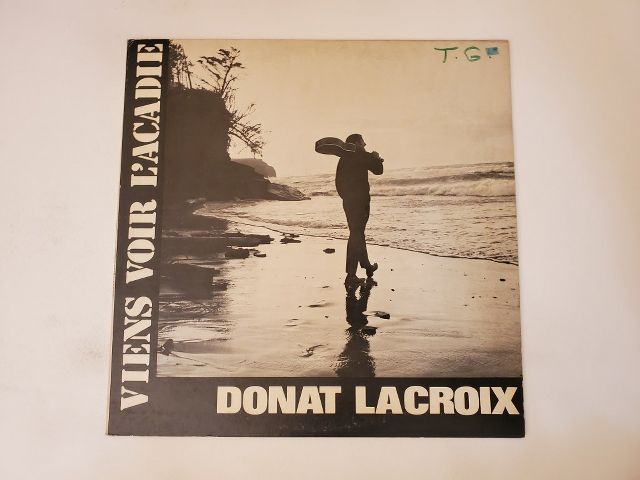 VIENS VOIR L'ACADIE
T.G.
DONAT LACROIX